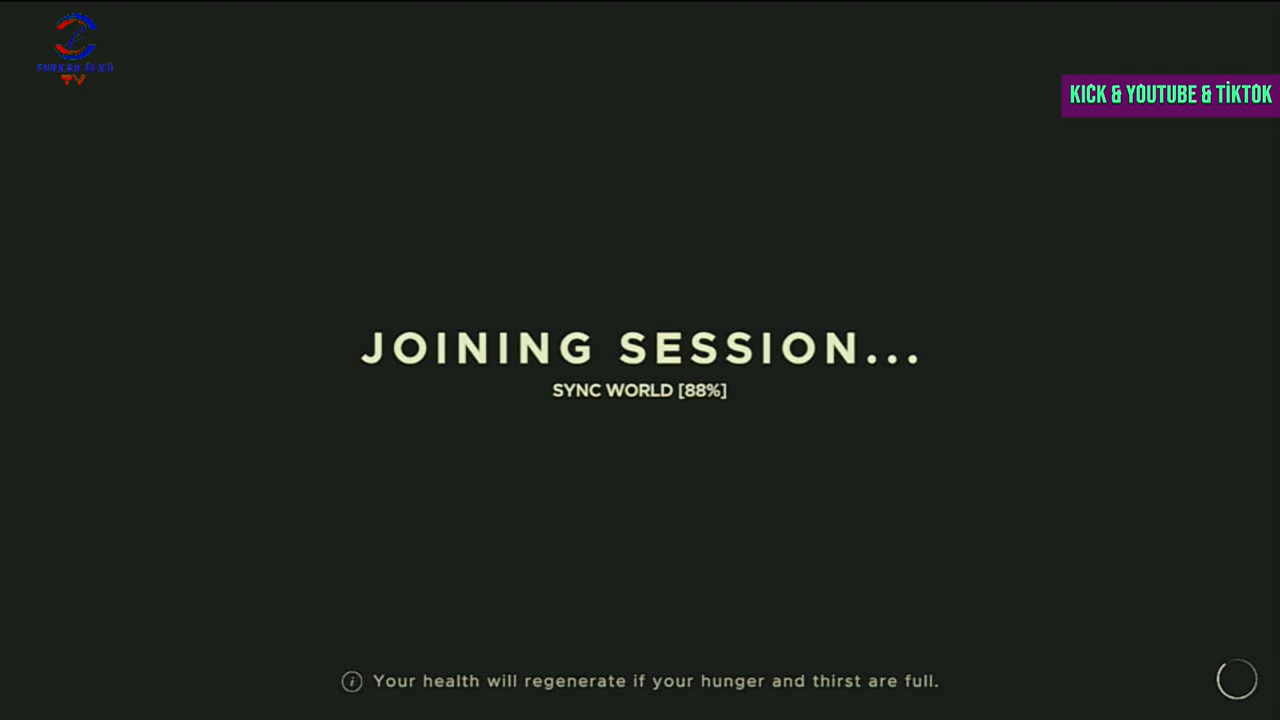 TV
KICK & YOUTUBE & TİKTOK
JOINING SESSION...
SYNC WORLD [88%]
Your health will regenerate if your hunger and thirst are full.